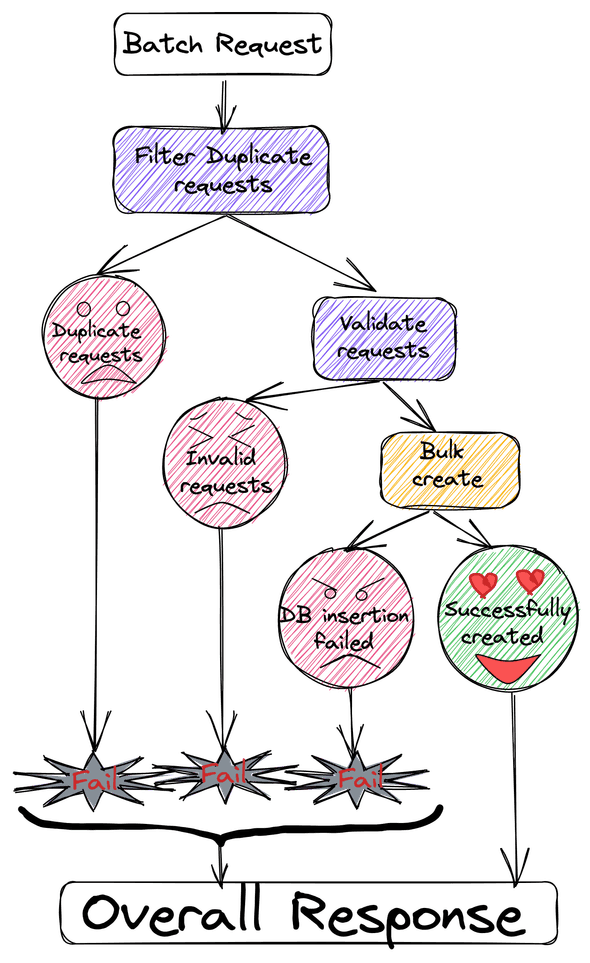 Batch Request
Filter Duplicate
requests
Duplicate
requests
Validate
requests
Invalid
requests
Bulk
create
DB insertion
failed
Successfully
created
Fail
Fail
Fail
Overall Response